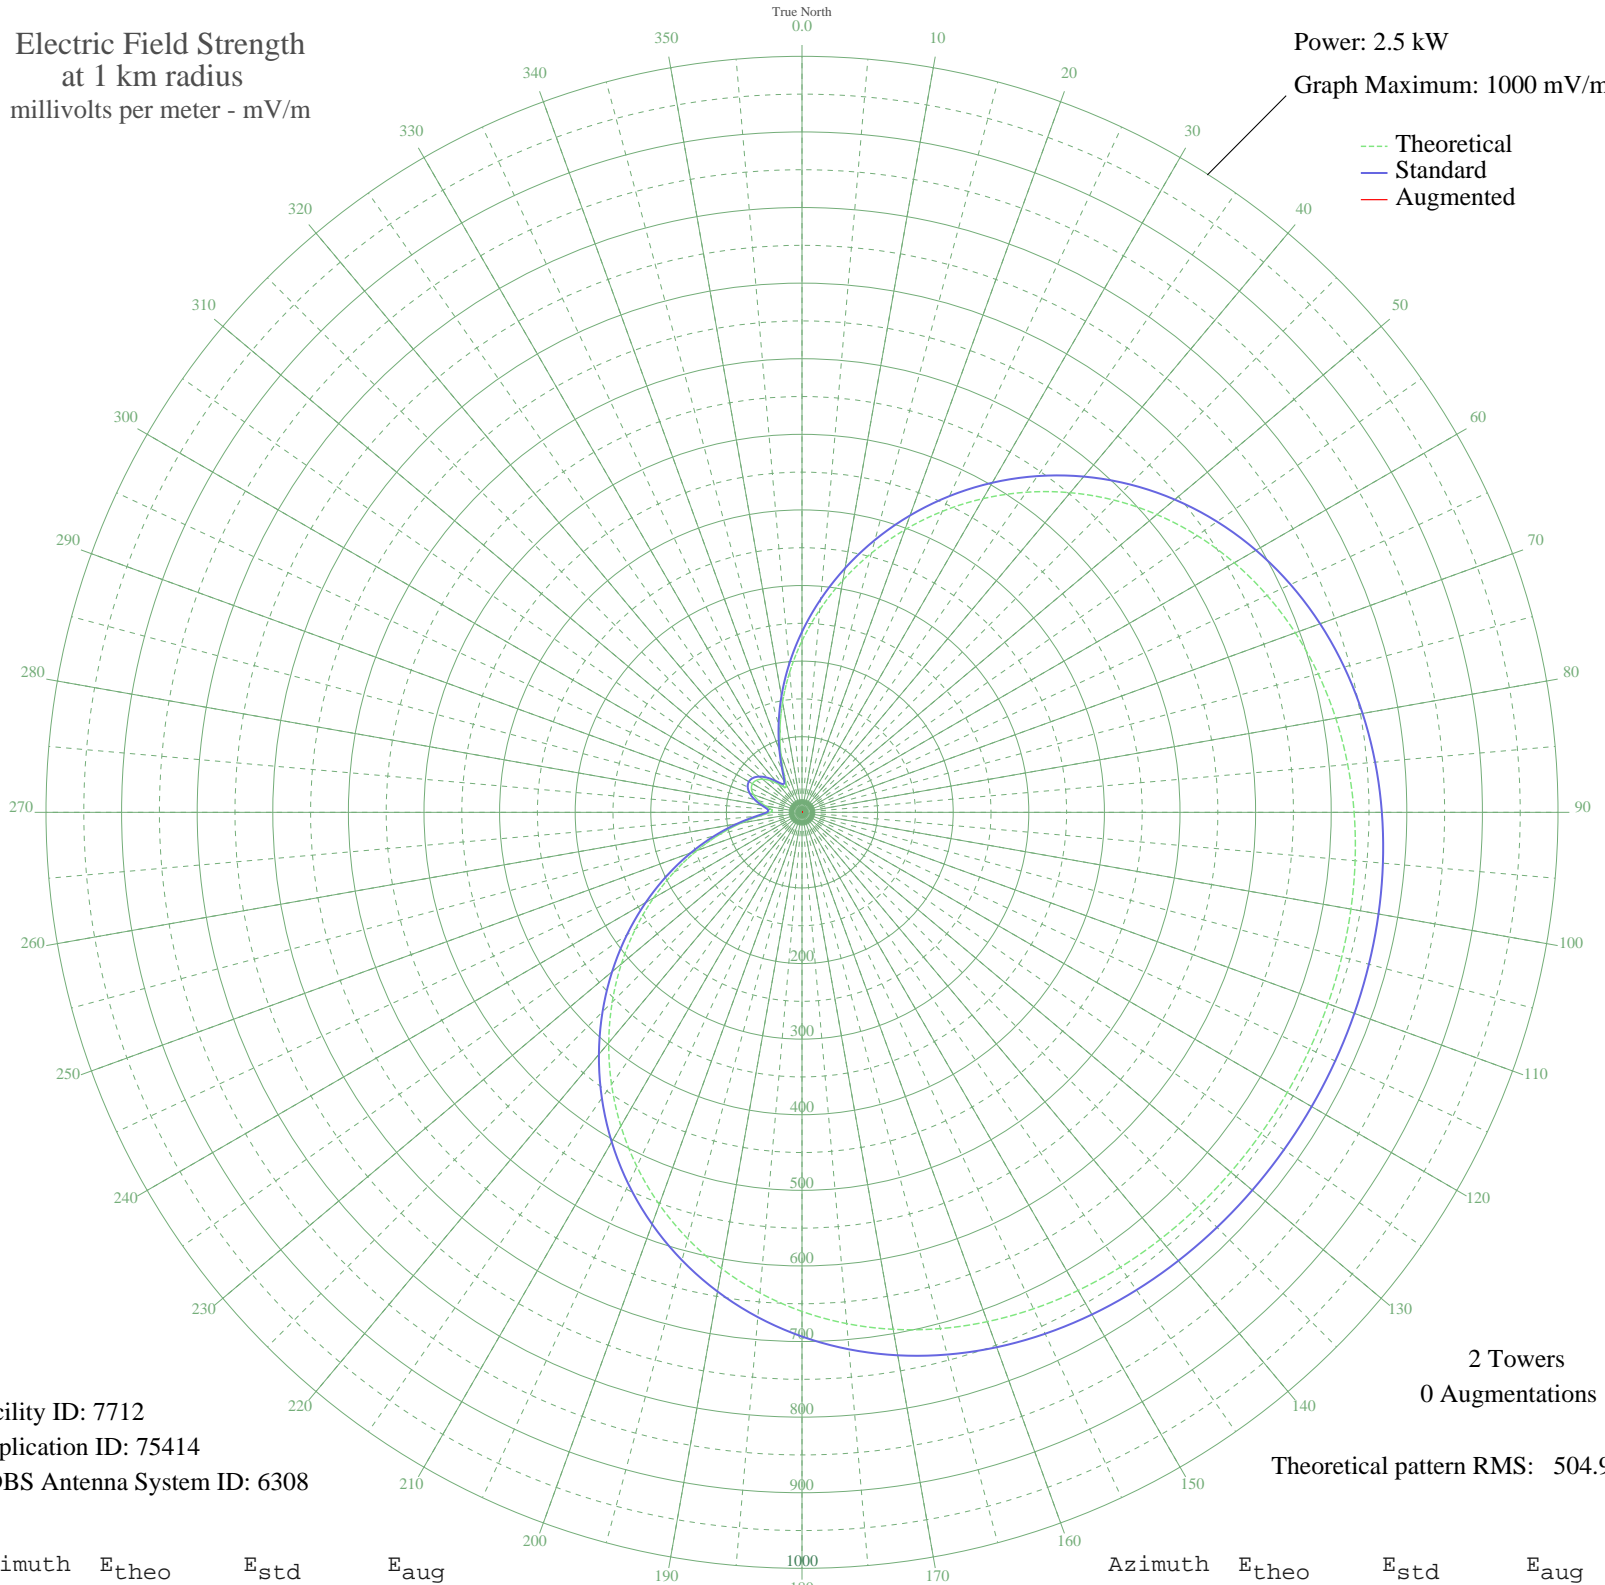 True North
0.0
10
20
30
40
50
60
70
80
90
100
110
120
130
140
150
160
170
190
200
210
220
230
240
250
260
270
280
290
300
310
320
330
340
350
Electric Field Strength
at 1 km radius
millivolts per meter - mV/m
Power: 2.5 kW
Graph Maximum: 1000 mV/m
Theoretical
Standard
Augmented
200
300
400
500
600
700
800
900
1000
2 Towers
0 Augmentations
Theoretical pattern RMS: 504.9
cility ID: 7712
plication ID: 75414
DBS Antenna System ID: 6308
imuth Etheo Estd Eaug
Azimuth Etheo Estd Eaug